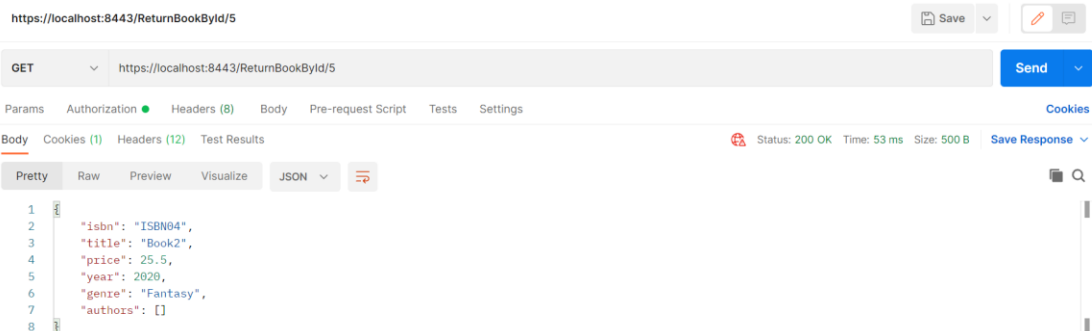 https://localhost:8443/ReturnBookById/5
Save
GET https://localhost:8443/ReturnBookById/5 Send
Params Authorization Headers (8) Body Pre-request Script Tests Settings Cookies
Body Cookies (1) Headers (12) Test Results Status: 200 OK Time: 53 ms Size: 500 B Save Response
Pretty Raw Preview Visualize JSON
1 {
2 "isbn": "ISBN04",
3 "title": "Book2",
4 "price": 25.5,
5 "year": 2020,
6 "genre": "Fantasy",
7 "authors": []
8 }